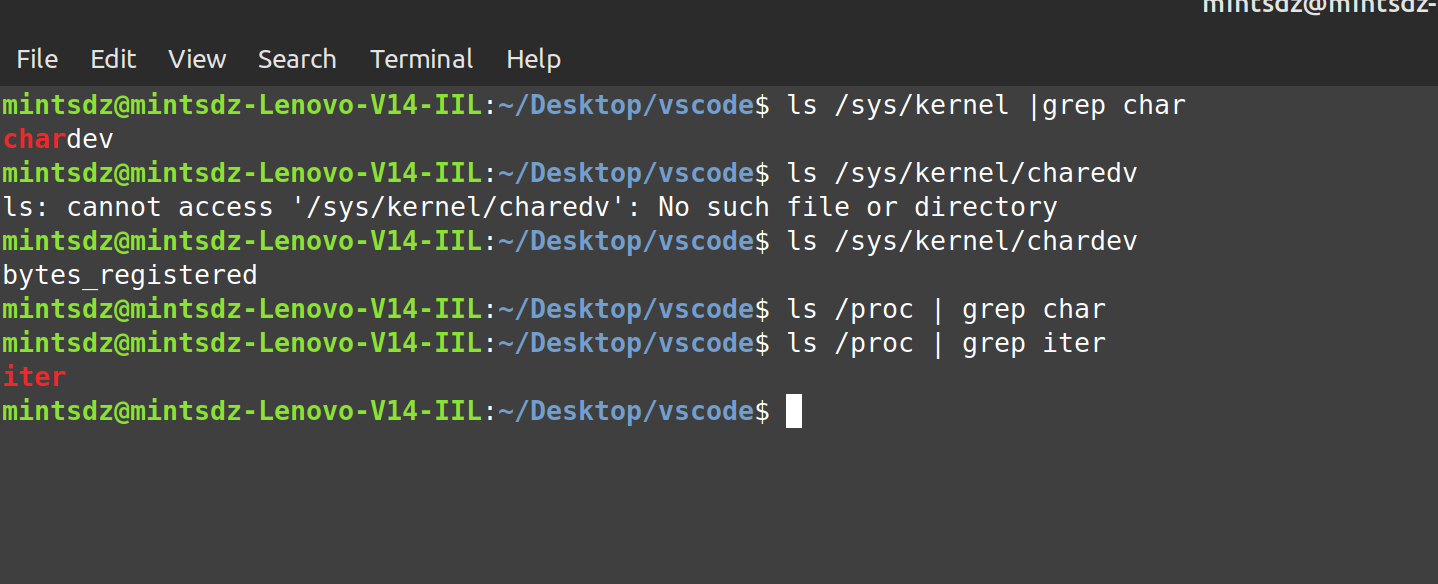 mintsdz@mintsdz-
File Edit View Search Terminal Help
mintsdz@mintsdz-Lenovo-V14-IIL:~/Desktop/vscode$ ls /sys/kernel |grep char
chardev
mintsdz@mintsdz-Lenovo-V14-IIL:~/Desktop/vscode$ ls /sys/kernel/charedv
ls: cannot access '/sys/kernel/charedv': No such file or directory
mintsdz@mintsdz-Lenovo-V14-IIL:~/Desktop/vscode$ ls /sys/kernel/chardev
bytes_registered
mintsdz@mintsdz-Lenovo-V14-IIL:~/Desktop/vscode$ ls /proc | grep char
mintsdz@mintsdz-Lenovo-V14-IIL:~/Desktop/vscode$ ls /proc | grep iter
iter
mintsdz@mintsdz-Lenovo-V14-IIL:~/Desktop/vscode$